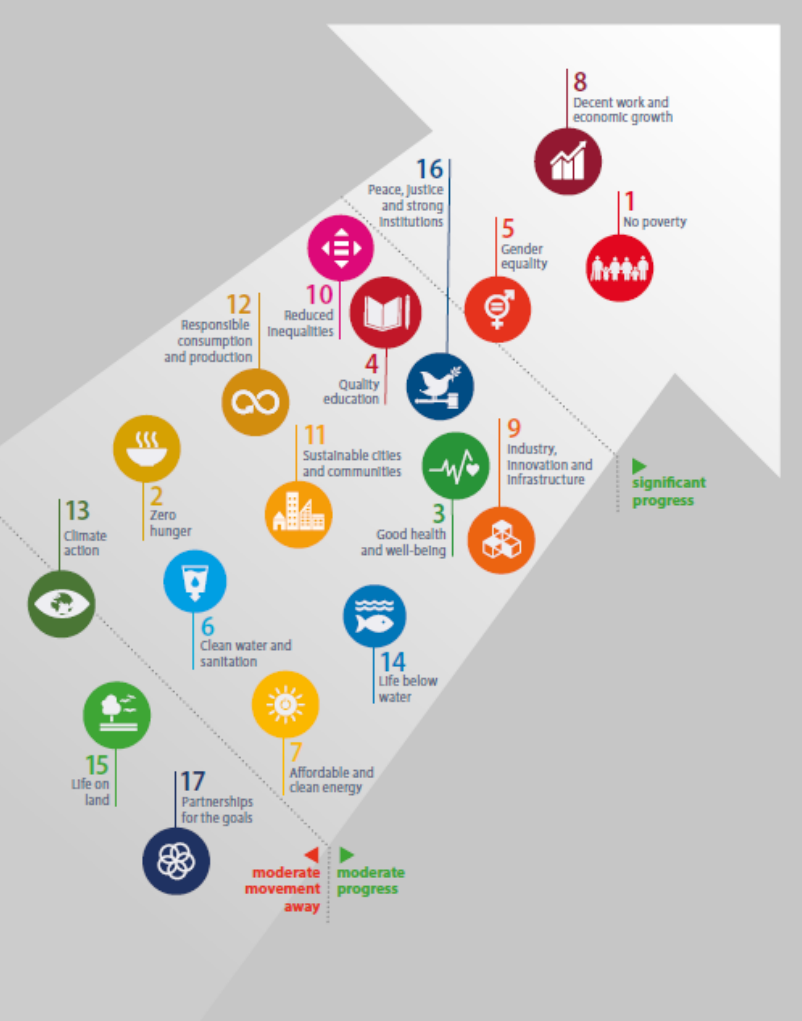 8
Decent work and
economic growth
16
Peace, justice
and strong
institutions
1
No poverty
5
Gender
equality
10
Reduced
inequalities
12
Responsible
consumption
and production
4
Quality
education
11
Sustainable cities
and communities
9
Industry,
Innovation and
Infrastructure
significant
progress
2
Zero
hunger
13
Climate
action
3
Good health
and well-being
6
Clean water and
sanitation
14
Life below
water
7
Affordable and
clean energy
15
Life on
land
17
Partnerships
for the goals
moderate
movement
away
moderate
progress